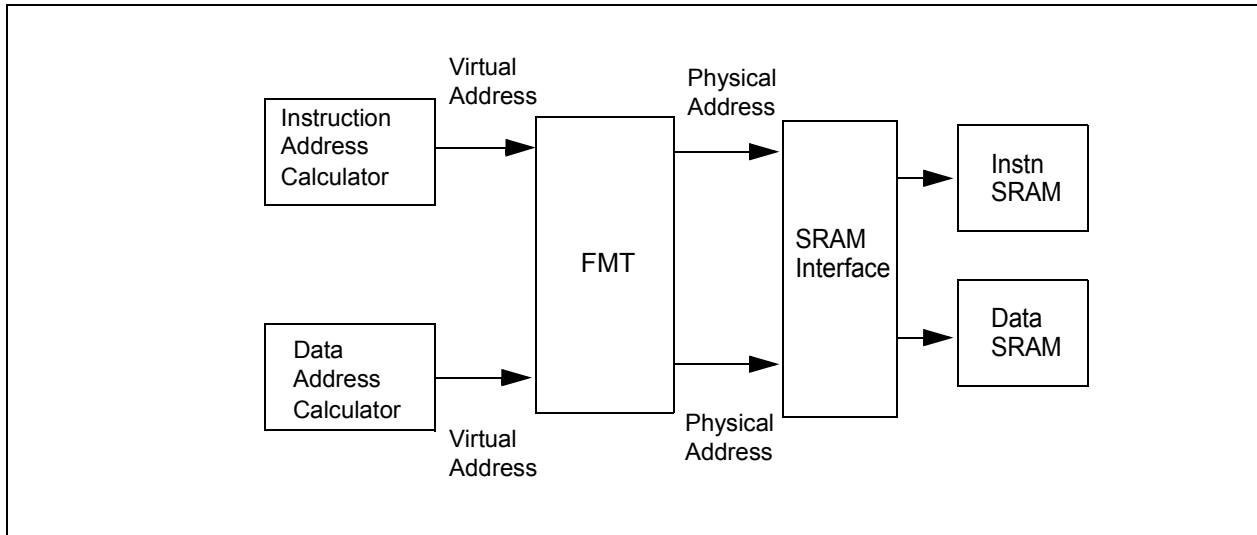 Virtual
Address
Physical
Address
Instruction
Address
Calculator
FMT
SRAM
Interface
Instn
SRAM
Data
Address
Calculator
Data
SRAM
Virtual
Address
Physical
Address